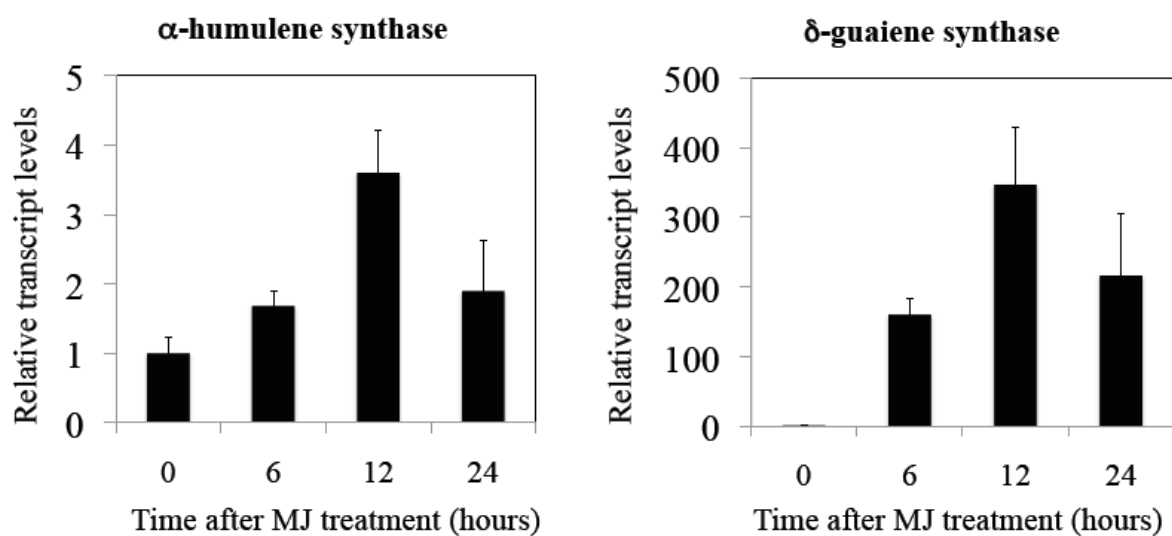 α-humulene synthase
Relative transcript levels
5
4
3
2
1
0
0 6 12 24
Time after MJ treatment (hours)
δ-guaiene synthase
Relative transcript levels
500
400
300
200
100
0
0 6 12 24
Time after MJ treatment (hours)